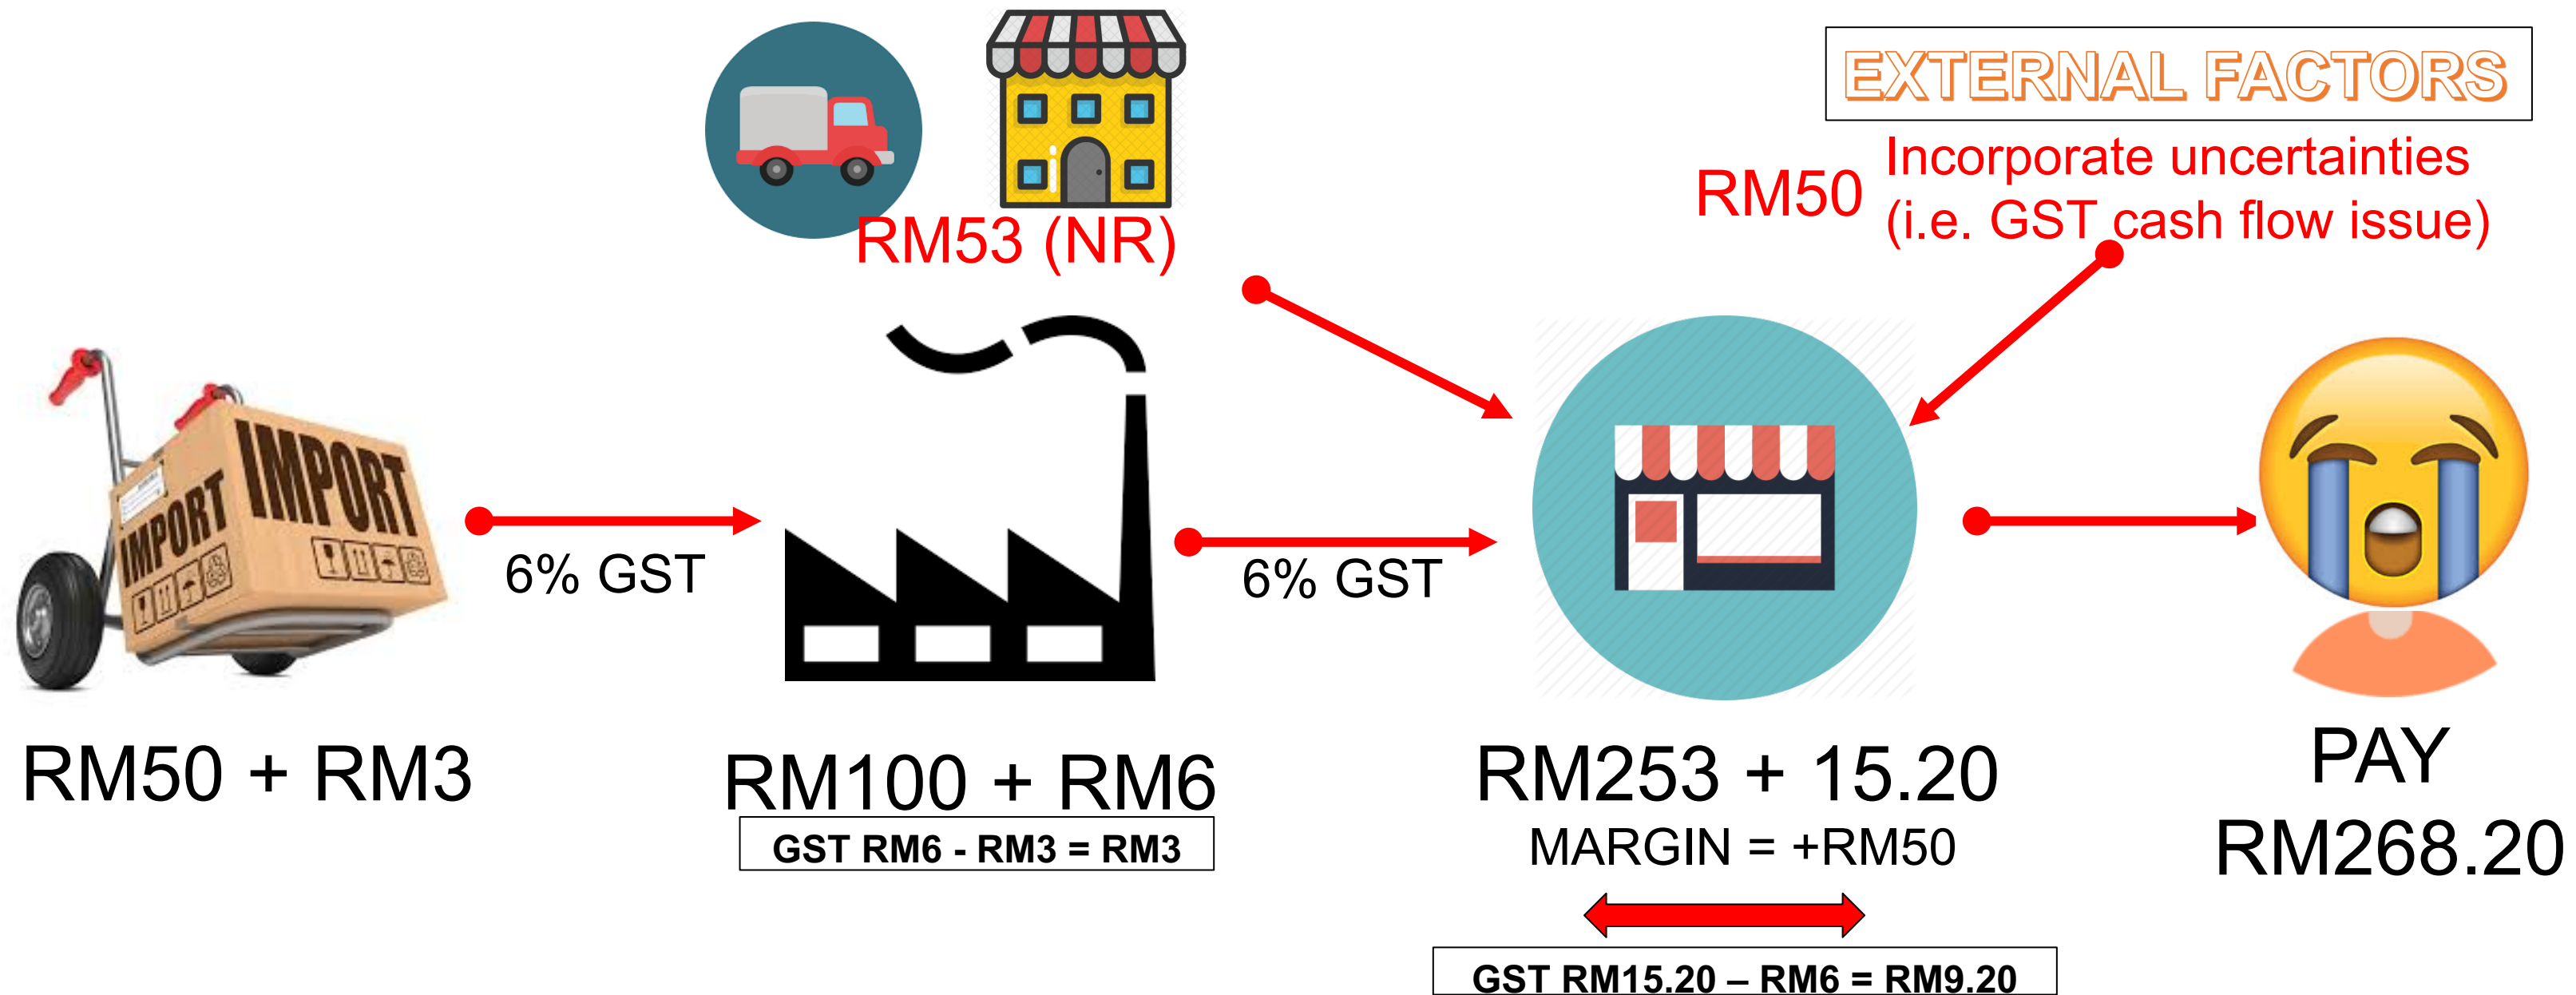 EXTERNAL FACTORS
RM50
Incorporate uncertainties
(i.e. GST cash flow issue)
RM53 (NR)
IMPORT
IMPORT
6% GST
6% GST
RM50 + RM3
RM100 + RM6
GST RM6 - RM3 = RM3
RM253 + 15.20
MARGIN = +RM50
GST RM15.20 – RM6 = RM9.20
PAY
RM268.20